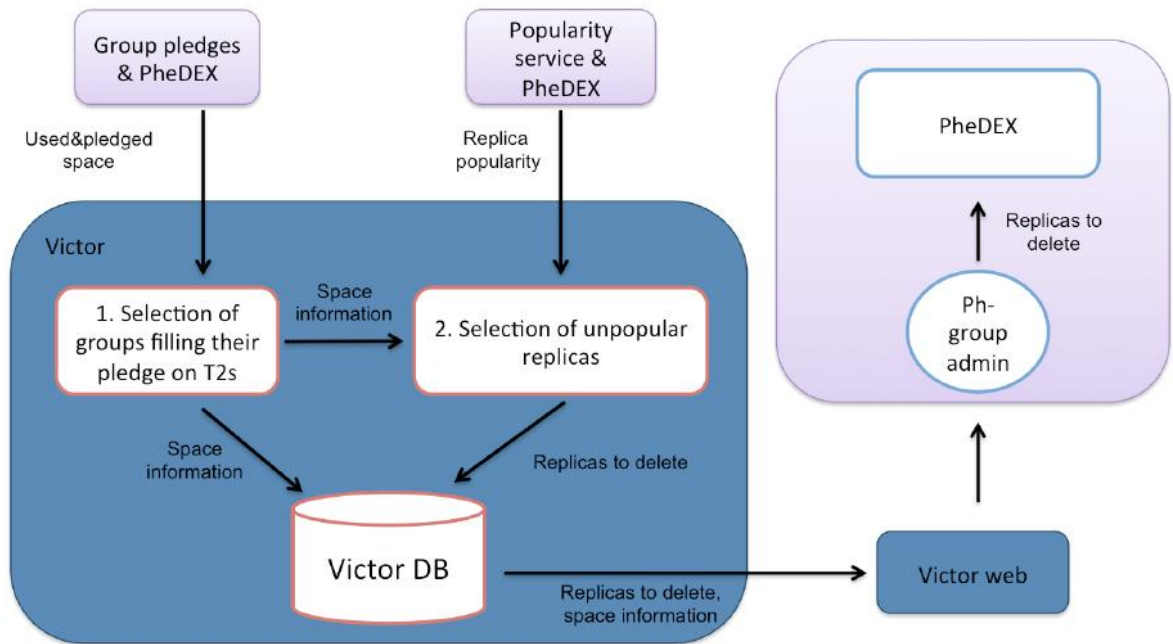 Group pledges
& PheDEX
Popularity
service &
PheDEX
Used&pledged
space
Replica
popularity
PheDEX
Replicas to
delete
Victor
1. Selection of
groups filling their
pledge on T2s
Space
information
2. Selection of unpopular
replicas
Ph-
group
admin
Space
information
Replicas to delete
Victor DB
Replicas to delete,
space information
Victor web